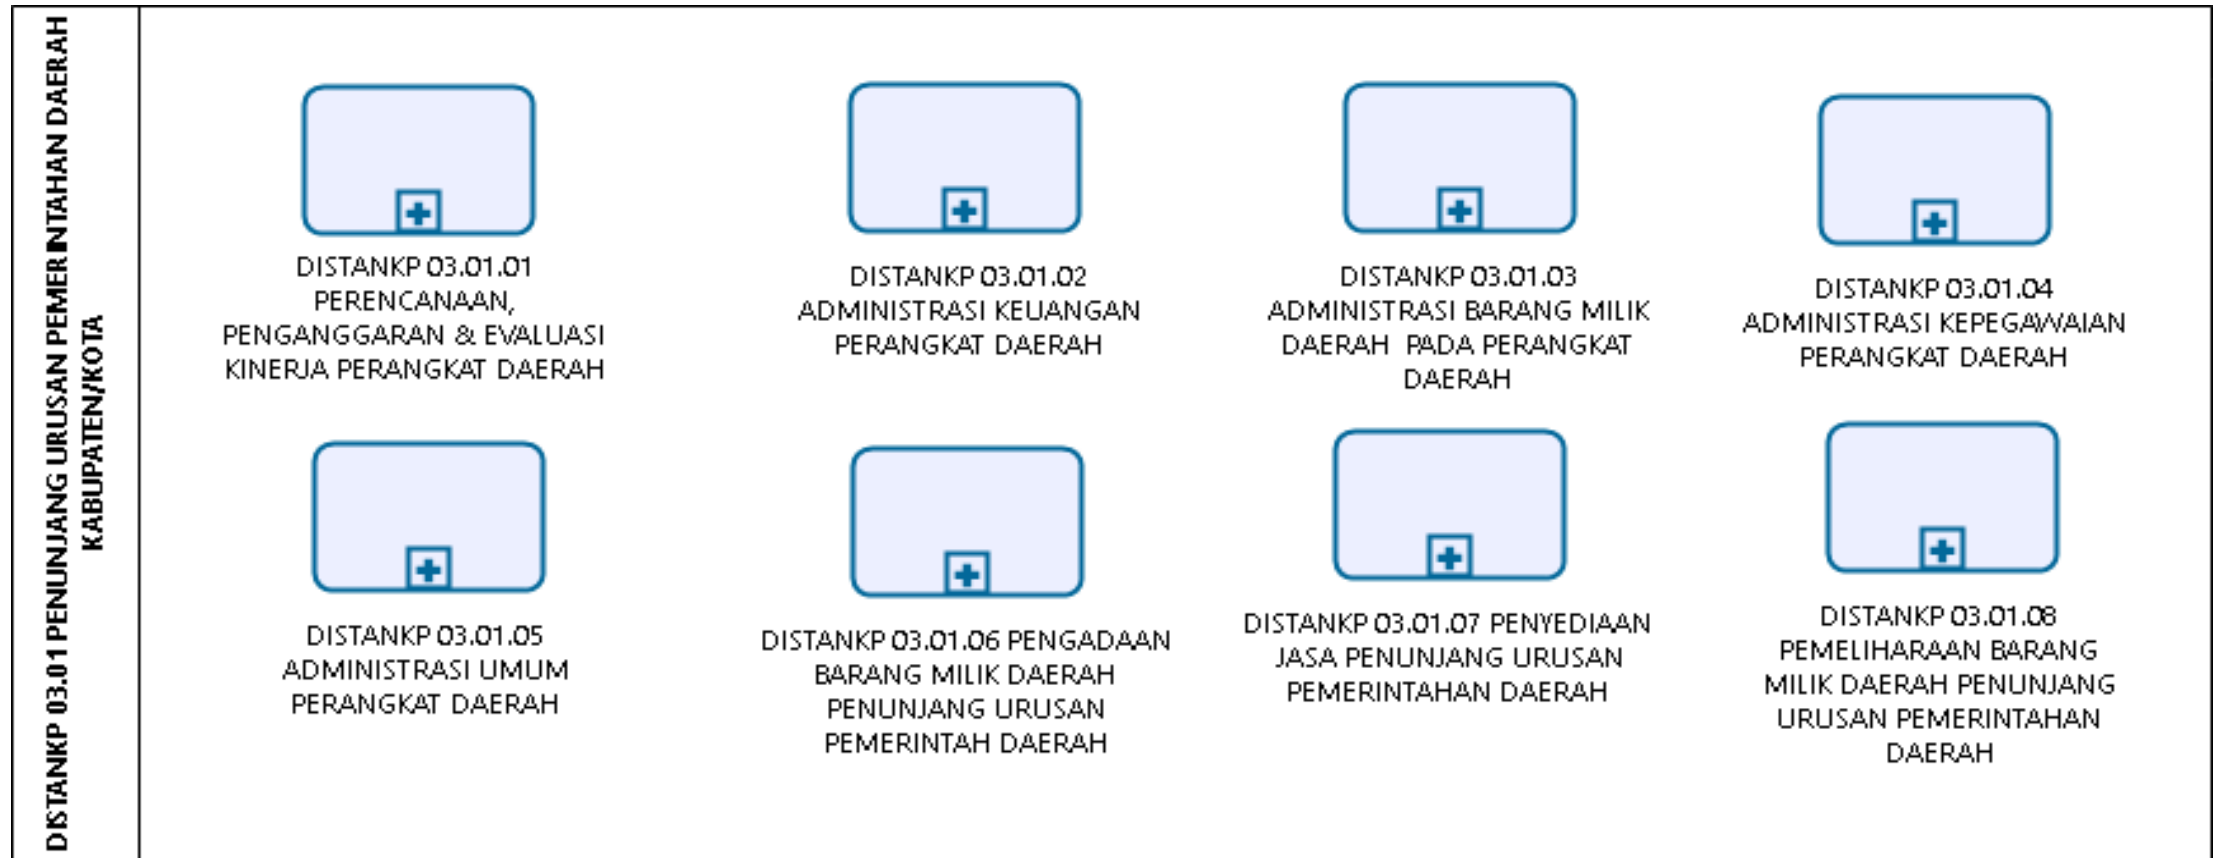 DISTANKP 03.01 PENUNJANG URUSAN PEMERINTAHAN DAERAH
KABUPATEN/KOTA
DISTANKP 03.01.01
PERENCANAAN,
PENGANGGARAN & EVALUASI
KINERJA PERANGKAT DAERAH
DISTANKP 03.01.02
ADMINISTRASI KEUANGAN
PERANGKAT DAERAH
DISTANKP 03.01.03
ADMINISTRASI BARANG MILIK
DAERAH PADA PERANGKAT
DAERAH
DISTANKP 03.01.04
ADMINISTRASI KEPEGAWAIAN
PERANGKAT DAERAH
DISTANKP 03.01.05
ADMINISTRASI UMUM
PERANGKAT DAERAH
DISTANKP 03.01.06 PENGADAAN
BARANG MILIK DAERAH
PENUNJANG URUSAN
PEMERINTAH DAERAH
DISTANKP 03.01.07 PENYEDIAAN
JASA PENUNJANG URUSAN
PEMERINTAHAN DAERAH
DISTANKP 03.01.08
PEMELIHARAAN BARANG
MILIK DAERAH PENUNJANG
URUSAN PEMERINTAHAN
DAERAH